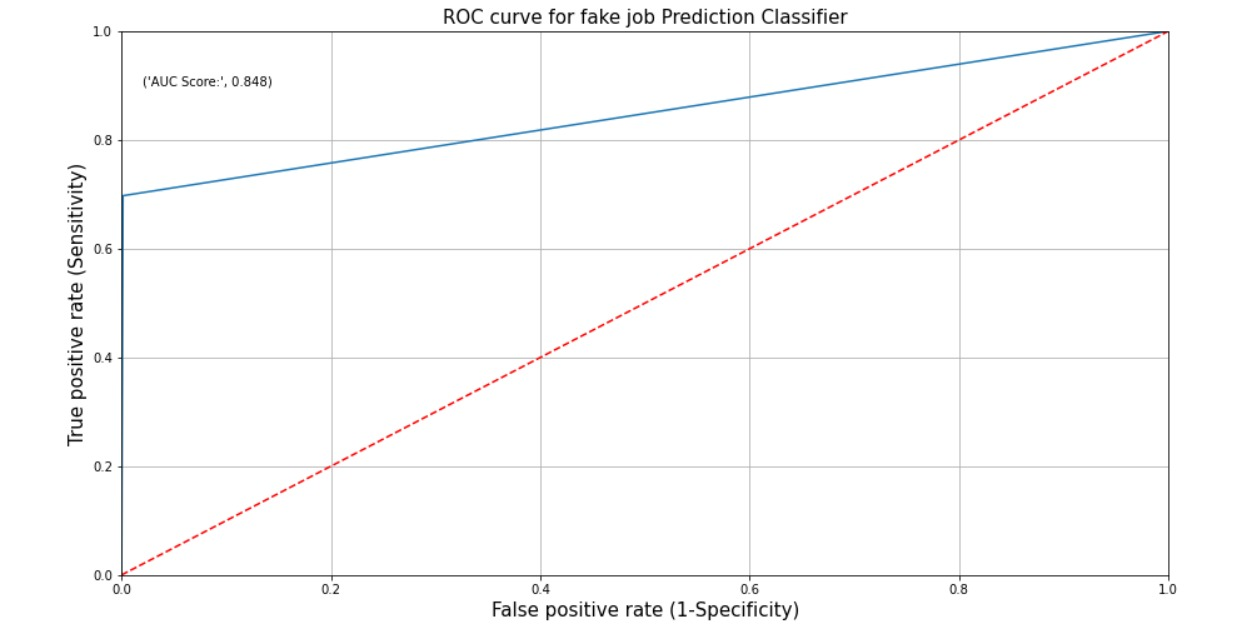 ROC curve for fake job Prediction Classifier
('AUC Score:', 0.848)
True positive rate (Sensitivity)
1.0
0.8
0.6
0.4
0.2
0.0
0.0 0.2 0.4 0.6 0.8 1.0
False positive rate (1-Specificity)